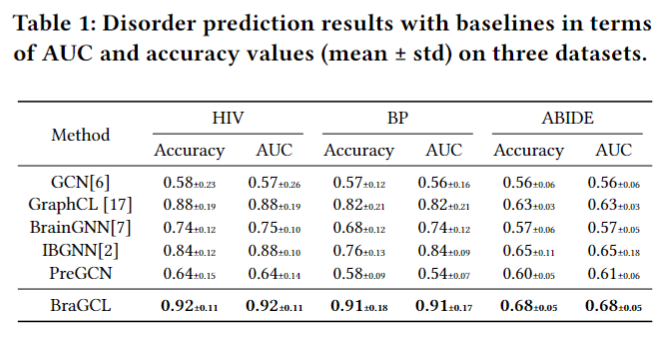 Table 1: Disorder prediction results with baselines in terms
of AUC and accuracy values (mean ± std) on three datasets.
Method HIV BP ABIDE
Accuracy AUC Accuracy AUC Accuracy AUC
GCN[6] 0.58±0.23 0.57±0.26 0.57±0.12 0.56±0.16 0.56±0.06 0.56±0.06
GraphCL [17] 0.88±0.19 0.88±0.19 0.82±0.21 0.82±0.21 0.63±0.03 0.63±0.03
BrainGNN[7] 0.74±0.12 0.75±0.10 0.68±0.12 0.74±0.12 0.57±0.06 0.57±0.05
IBGNN[2] 0.84±0.12 0.88±0.10 0.76±0.13 0.84±0.09 0.65±0.11 0.65±0.18
PreGCN 0.64±0.15 0.64±0.14 0.58±0.09 0.54±0.07 0.60±0.05 0.61±0.06
BraGCL 0.92±0.11 0.92±0.11 0.91±0.18 0.91±0.17 0.68±0.05 0.68±0.05